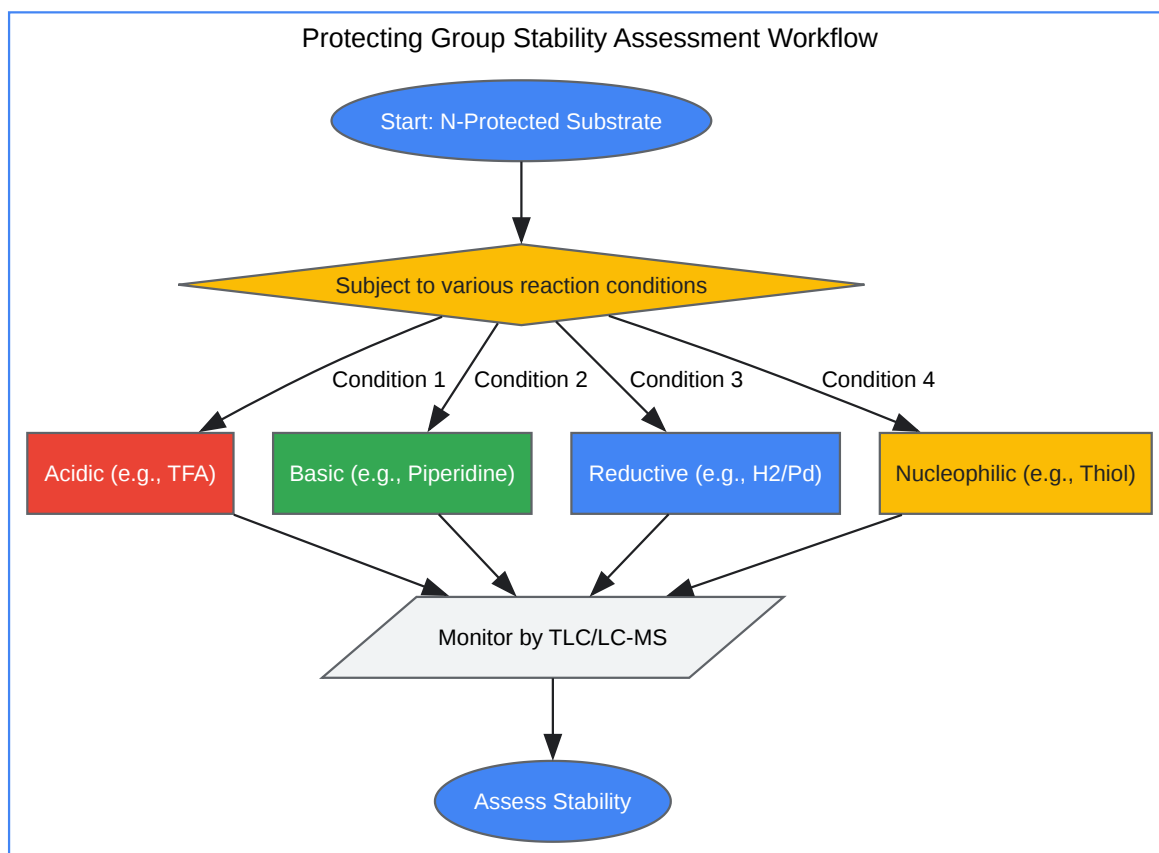 Protecting Group Stability Assessment Workflow
Start: N-Protected Substrate
Subject to various reaction conditions
Condition 1
Condition 2
Condition 3
Condition 4
Acidic (e.g., TFA)
Basic (e.g., Piperidine)
Reductive (e.g., H2/Pd)
Nucleophilic (e.g., Thiol)
Monitor by TLC/LC-MS
Assess Stability